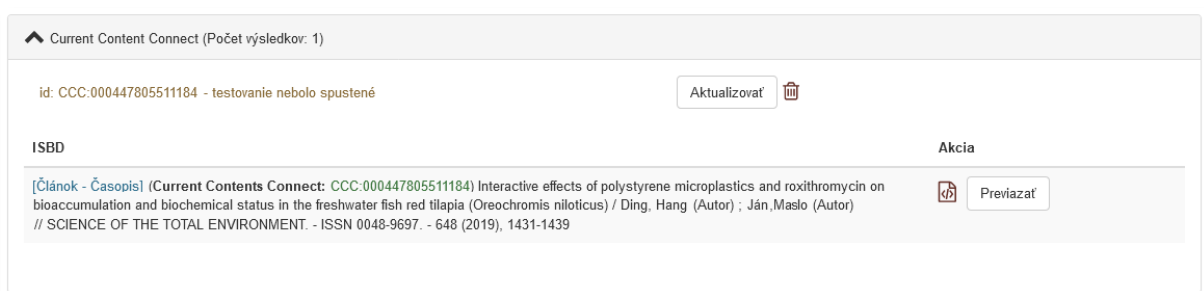 Current Content Connect (Počet výsledkov: 1)
id: CCC:000447805511184 - testovanie nebolo spustené
Aktualizovať
ISBD
Akcia
[Článok - Časopis] (Current Contents Connect: CCC:000447805511184) Interactive effects of polystyrene microplastics and roxithromycin on
bioaccumulation and biochemical status in the freshwater fish red tilapia (Oreochromis niloticus) / Ding, Hang (Autor) ; Ján,Maslo (Autor)
// SCIENCE OF THE TOTAL ENVIRONMENT. - ISSN 0048-9697. - 648 (2019), 1431-1439
Previazať